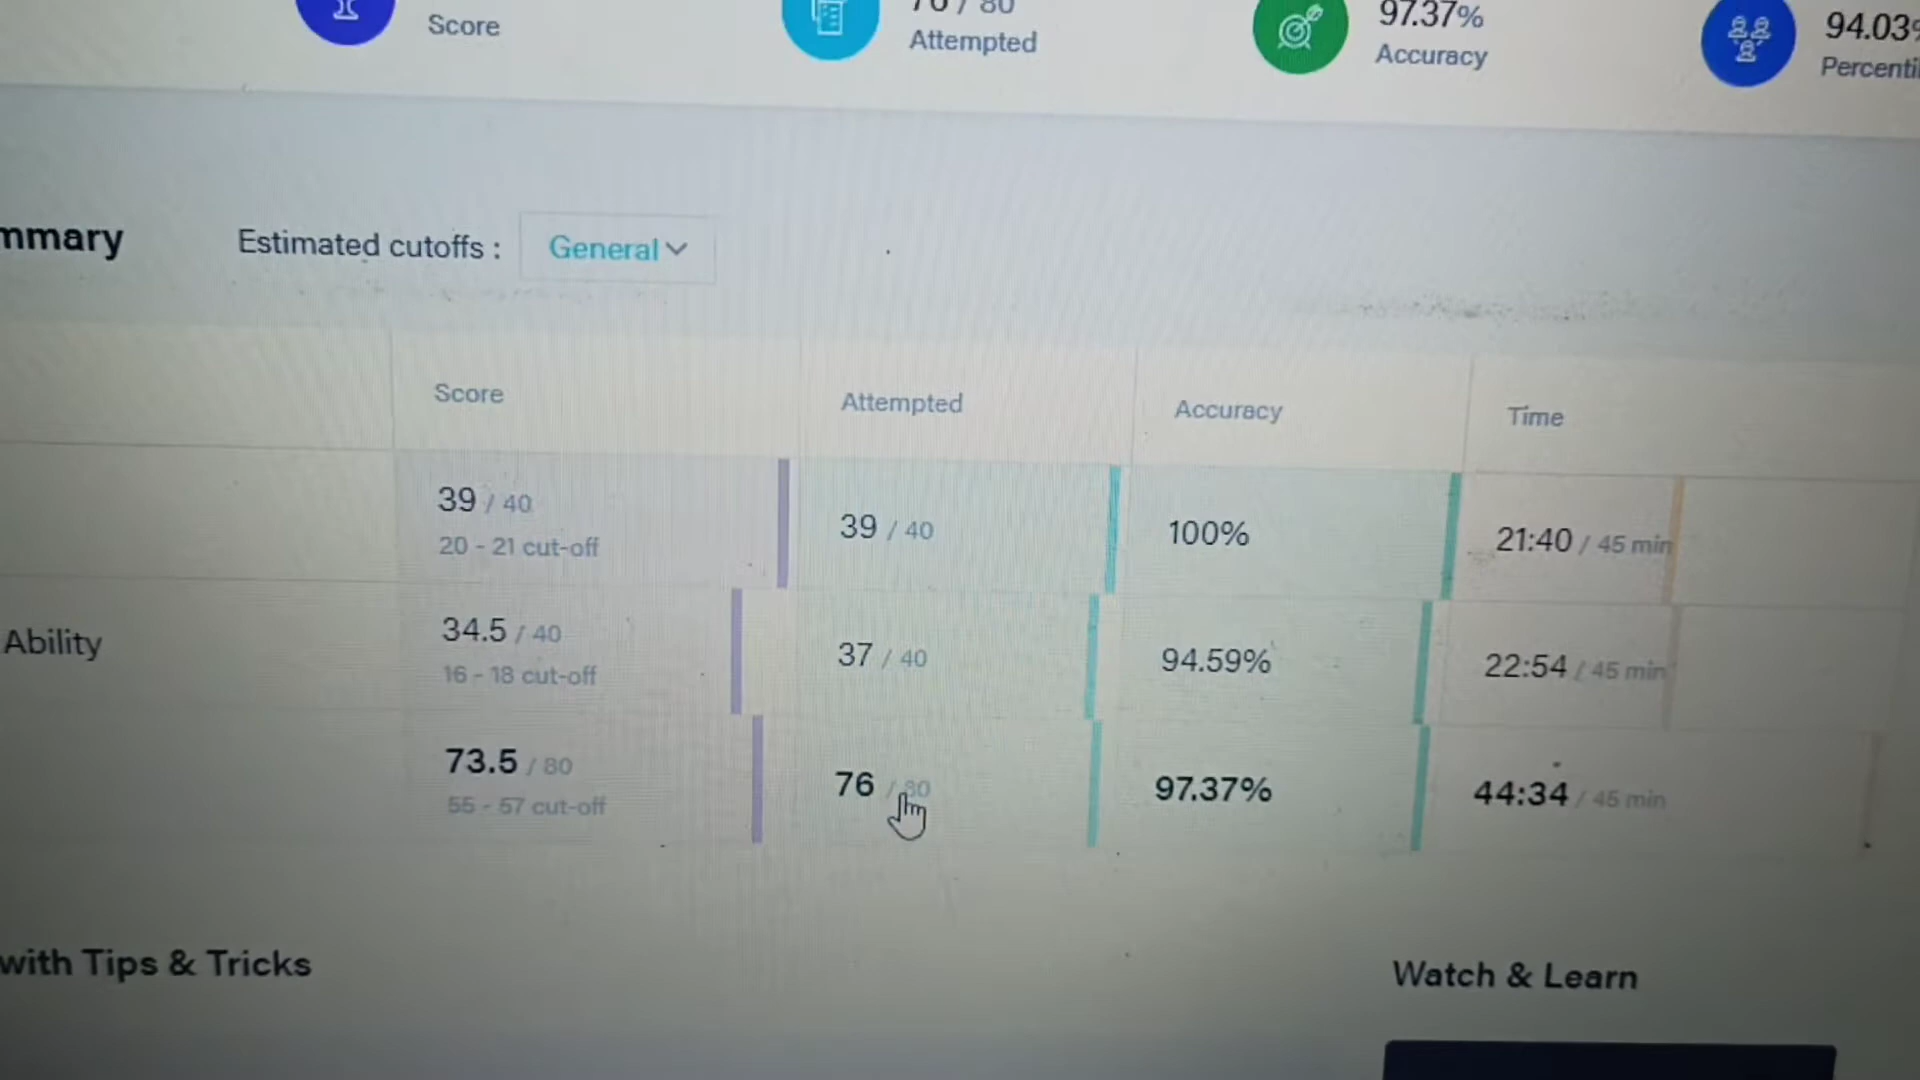 Score
76 / 80
Attempted
97.37%
Accuracy
94.03%
Percenti
mmary
Estimated cutoffs :
General
Score
Attempted
Accuracy
Time
39 / 40
20 - 21 cut-off
39 / 40
100%
21:40 / 45 min
Ability
34.5 / 40
16 - 18 cut-off
37 / 40
94.59%
22:54 / 45 min
73.5 / 80
55 - 57 cut-off
76 / 80
97.37%
44:34 / 45 min
with Tips & Tricks
Watch & Learn